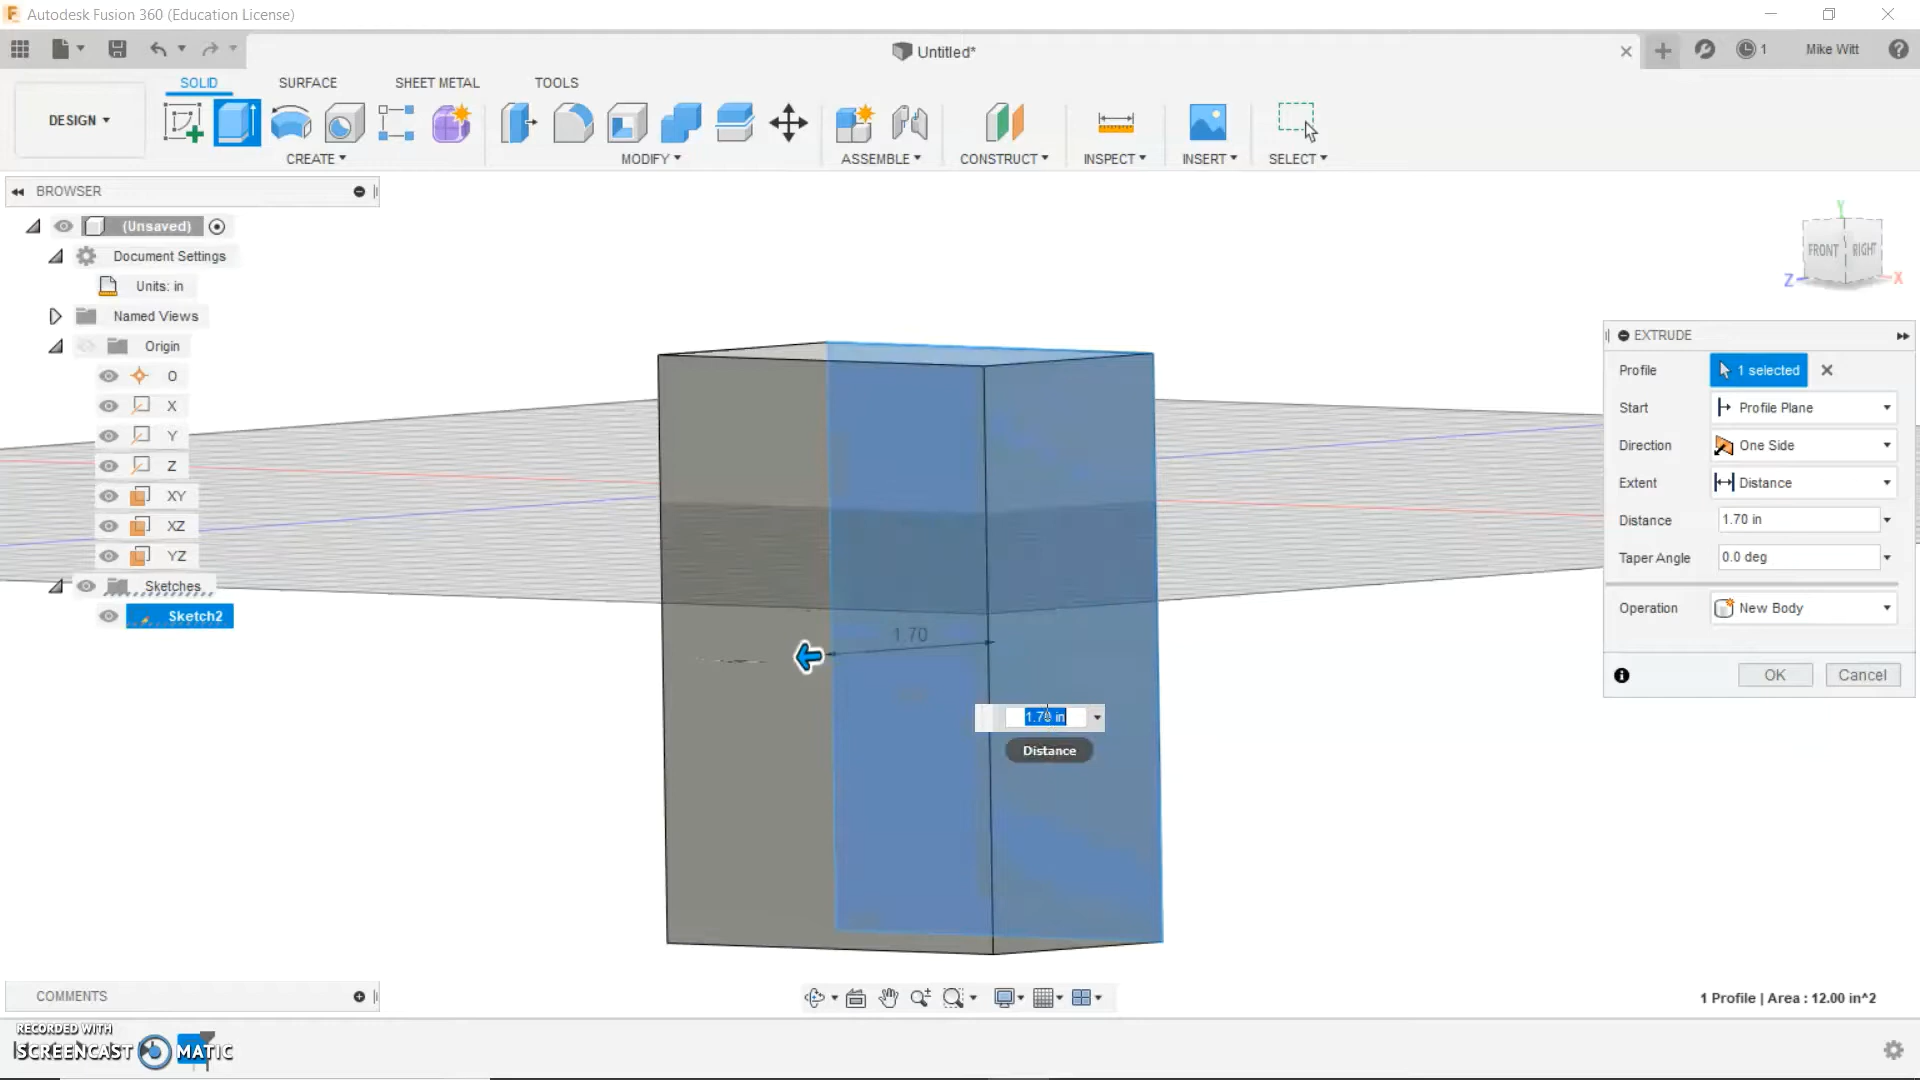 Autodesk Fusion 360 (Education License)
Untitled*
1
Mike Witt
SOLID
SURFACE
SHEET METAL
TOOLS
DESIGN
CREATE
MODIFY
ASSEMBLE
CONSTRUCT
INSPECT
INSERT
SELECT
BROWSER
(Unsaved)
Document Settings
Units: in
Named Views
Origin
O
X
Y
Z
XY
XZ
YZ
Sketches
Sketch2
Y
FRONT
RIGHT
Z
X
EXTRUDE
Profile
1 selected
Start
Profile Plane
Direction
One Side
Extent
Distance
Distance
1.70 in
Taper Angle
0.0 deg
Operation
New Body
OK
Cancel
1.70
1.70 in
Distance
COMMENTS
1 Profile | Area : 12.00 in^2
RECORDED WITH
SCREENCAST MATIC